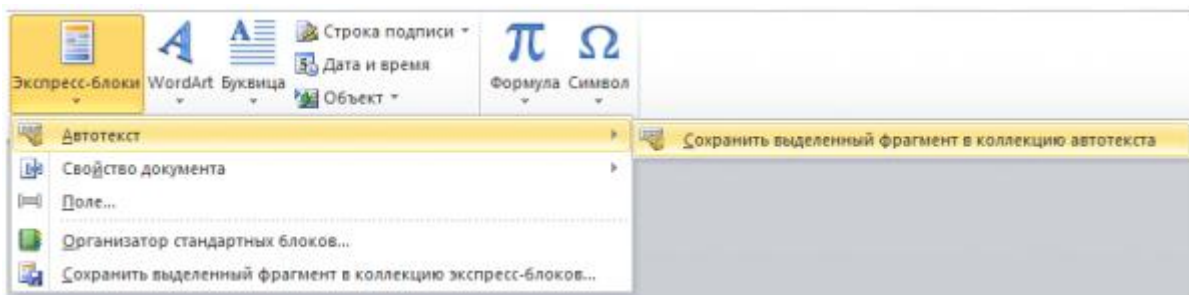 Строка подписи
Дата и время
Объект
Экспресс-блоки WordArt Буквица Формула Символ
Автотекст
Сохранить выделенный фрагмент в коллекцию автотекста
Свойство документа
Поле...
Организатор стандартных блоков...
Сохранить выделенный фрагмент в коллекцию экспресс-блоков...